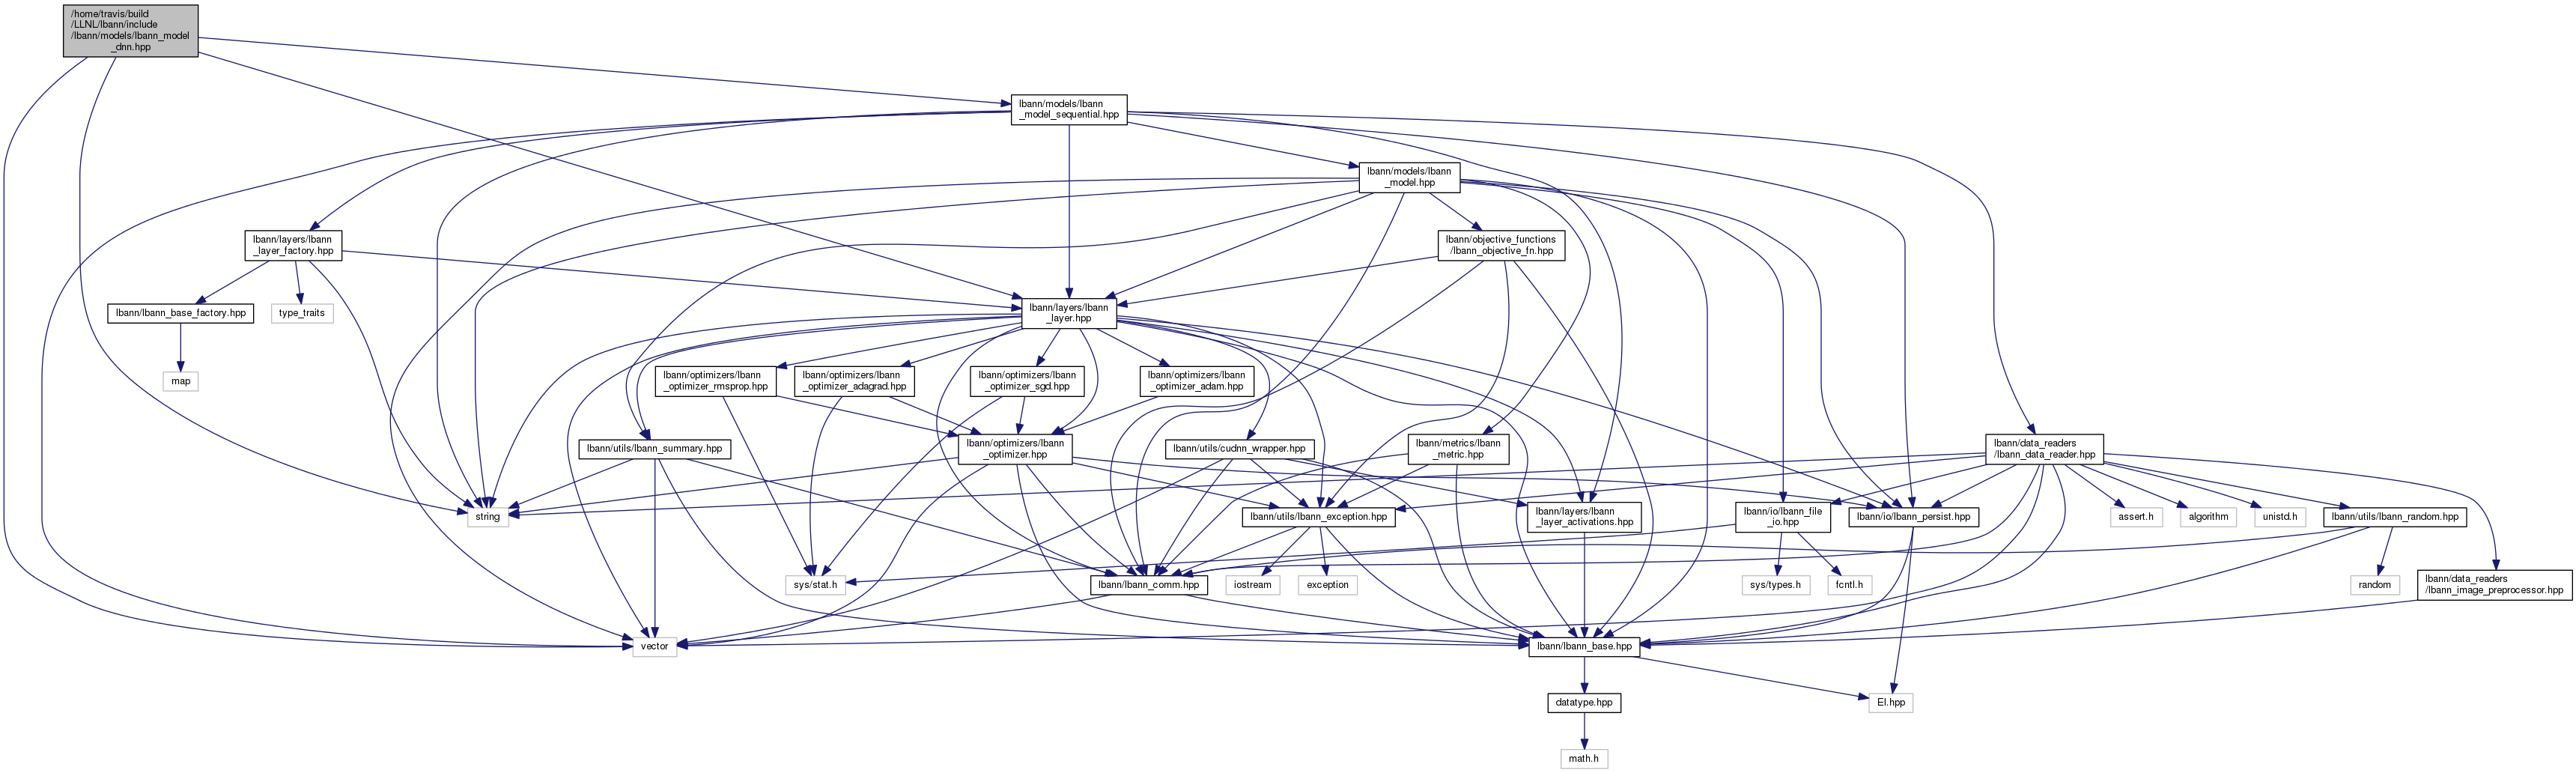 /home/travis/build
/LLNL/lbann/include
/lbann/models/lbann_model
_dnn.hpp
lbann/models/lbann
_model_sequential.hpp
lbann/models/lbann
_model.hpp
lbann/layers/lbann
_layer_factory.hpp
lbann/objective_functions
/lbann_objective_fn.hpp
lbann/lbann_base_factory.hpp
type_traits
lbann/layers/lbann
_layer.hpp
map
lbann/optimizers/lbann
_optimizer_rmsprop.hpp
lbann/optimizers/lbann
_optimizer_adagrad.hpp
lbann/optimizers/lbann
_optimizer_sgd.hpp
lbann/optimizers/lbann
_optimizer_adam.hpp
lbann/utils/lbann_summary.hpp
lbann/optimizers/lbann
_optimizer.hpp
lbann/utils/cudnn_wrapper.hpp
lbann/metrics/lbann
_metric.hpp
lbann/data_readers
/lbann_data_reader.hpp
string
lbann/utils/lbann_exception.hpp
lbann/layers/lbann
_layer_activations.hpp
lbann/io/lbann_file
_io.hpp
lbann/io/lbann_persist.hpp
assert.h
algorithm
unistd.h
lbann/utils/lbann_random.hpp
sys/stat.h
lbann/lbann_comm.hpp
iostream
exception
sys/types.h
fcntl.h
random
lbann/data_readers
/lbann_image_preprocessor.hpp
vector
lbann/lbann_base.hpp
datatype.hpp
El.hpp
math.h